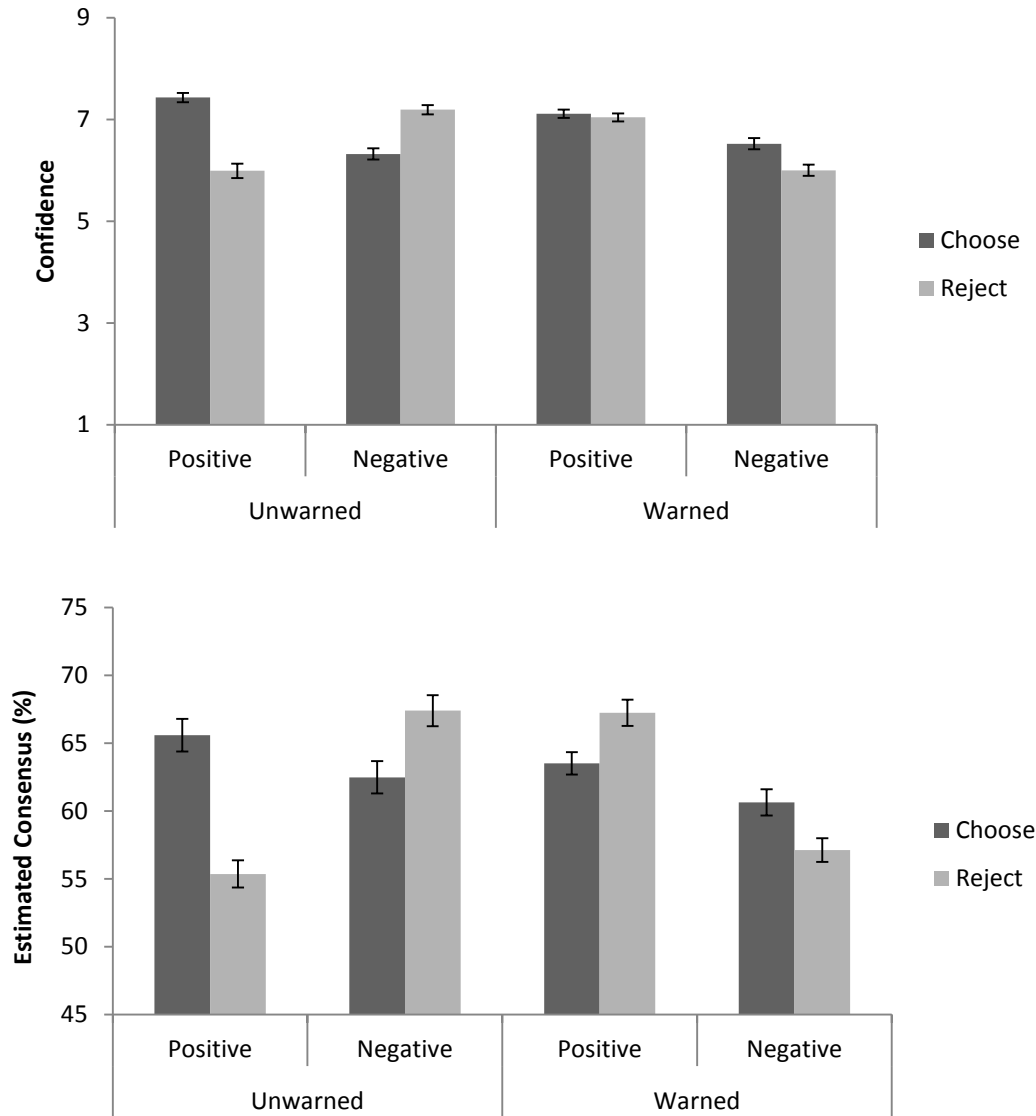 9
7
5
3
1
Confidence
Choose
Reject
Positive Negative Positive Negative
Unwarned Warned
75
70
65
60
55
50
45
Estimated Consensus (%)
Choose
Reject
Positive Negative Positive Negative
Unwarned Warned